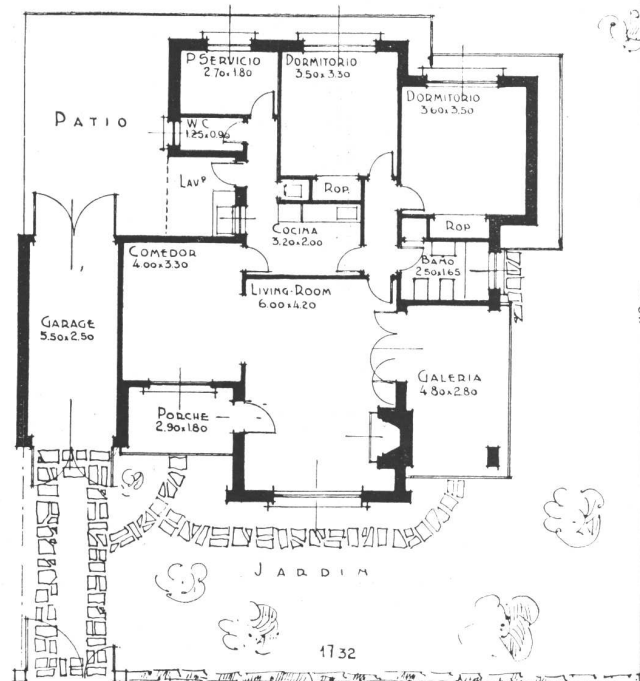 P. SERVICIO
2.70x1.80
DORMITORIO
3.50x3.30
DORMITORIO
3.60x3.50
PATIO
WC
1.25x0.96
LAVº
ROP.
ROP
COCINA
3.20x2.00
BAÑO
2.50x1.65
COMEDOR
4.00x3.30
LIVING-ROOM
6.00x4.20
GARAGE
5.50x2.50
GALERIA
4.80x2.80
PORCHE
2.90x1.80
JARDIN
1732